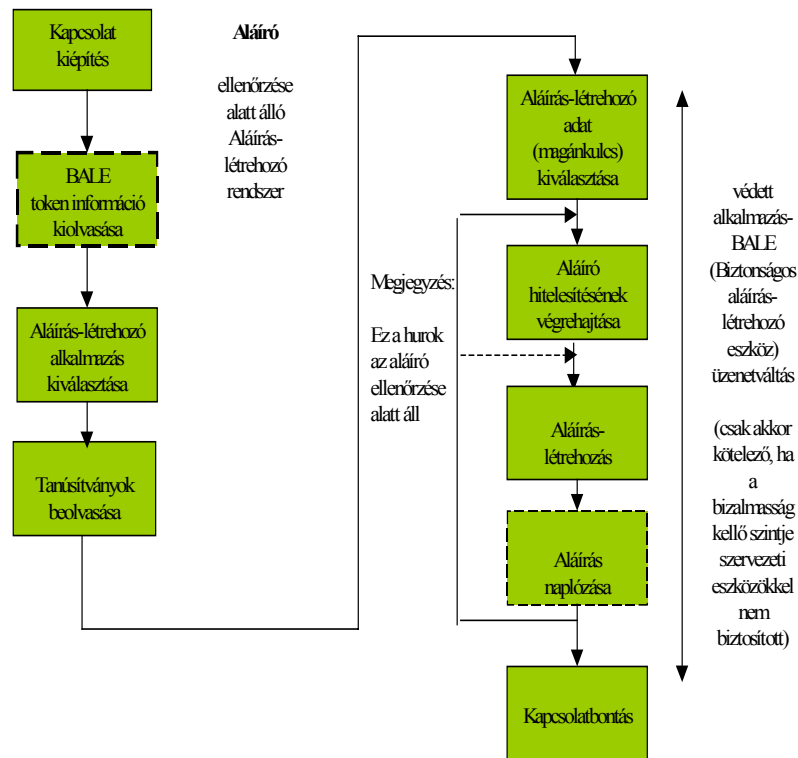 Kapcsolat
kiépítés
BALE
token információ
kiolvasása
Aláírás-létrehozó
alkalmazás
kiválasztása
Tanúsítványok
beolvasása
Aláíró
ellenőrzése
alatt álló
Aláírás-
létrehozó
rendszer
Aláírás-létrehozó
adat
(magánkulcs)
kiválasztása
Aláíró
hitelesítésének
végrehajtása
Aláírás-
létrehozás
Aláírás
naplózása
Kapcsolatbontás
Megjegyzés:
Ez a hurok
az aláíró
ellenőrzése
alatt áll
védett
alkalmazás-
BALE
(Biztonságos
aláírás-
létrehozó
eszköz)
üzenetváltás
(csak akkor
kötelező, ha
a
bizalmasság
kellő szintje
szervezeti
eszközökkel
nem
biztosított)